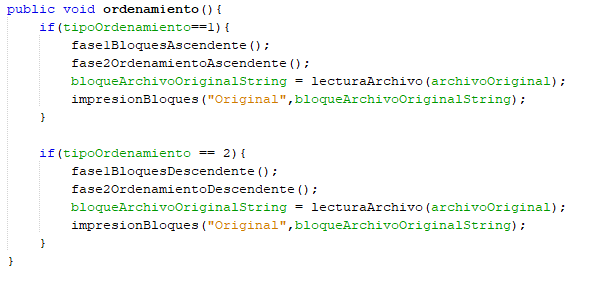 public void ordenamiento(){
    if(tipoOrdenamiento==1){
        fase1BloquesAscendente();
        fase2OrdenamientoAscendente();
        bloqueArchivoOriginalString = lecturaArchivo(archivoOriginal);
        impresionBloques("Original",bloqueArchivoOriginalString);
    }

    if(tipoOrdenamiento == 2){
        fase1BloquesDescendente();
        fase2OrdenamientoDescendente();
        bloqueArchivoOriginalString = lecturaArchivo(archivoOriginal);
        impresionBloques("Original",bloqueArchivoOriginalString);
    }
}